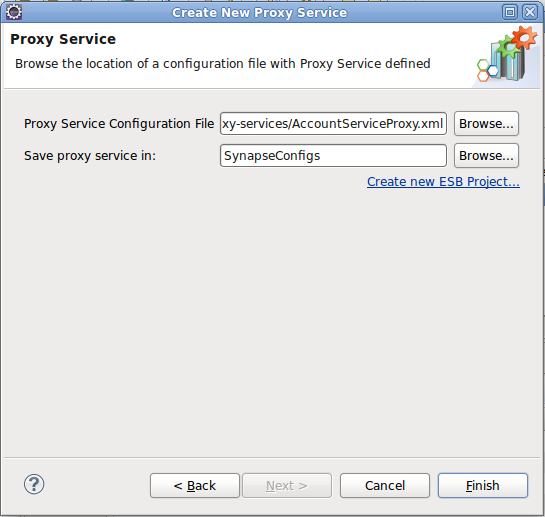 Create New Proxy Service
Proxy Service
Browse the location of a configuration file with Proxy Service defined
Proxy Service Configuration File xy-services/AccountServiceProxy.xml Browse...
Save proxy service in: SynapseConfigs Browse...
Create new ESB Project...
? < Back Next > Cancel Finish